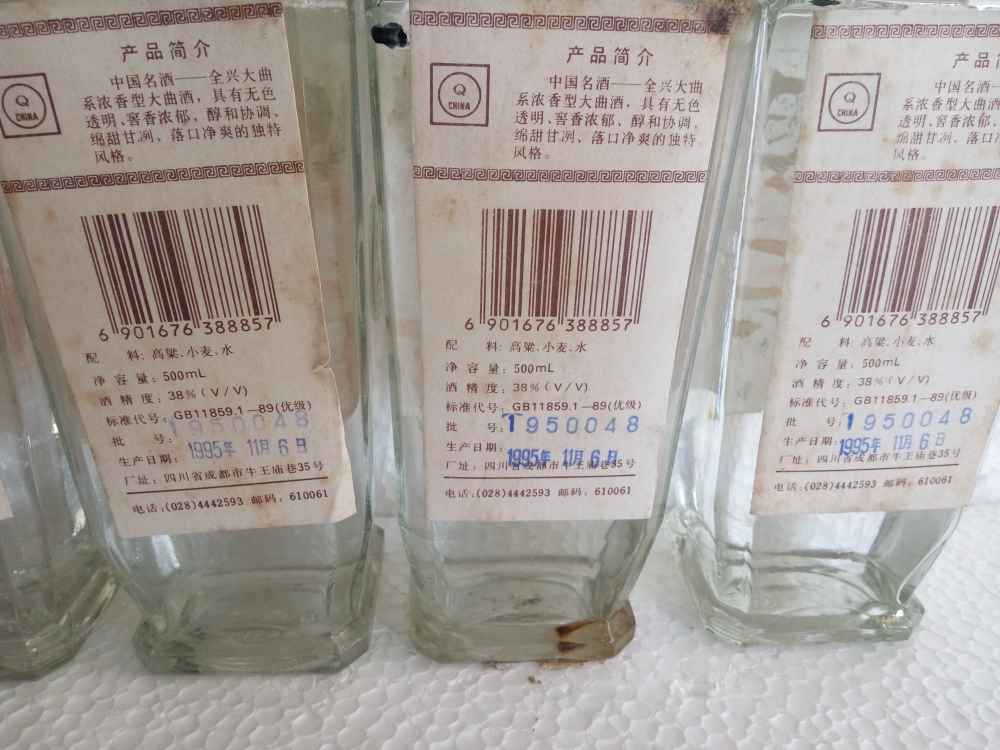 产品简介
Q
CHINA
中国名酒——全兴大曲
系浓香型大曲酒，具有无色
透明、窖香浓郁、醇和协调、
绵甜甘冽、落口净爽的独特
风格。
6 901676 388857
配 料: 高粱、小麦、水
净 容 量: 500mL
酒 精 度: 38%(V/V)
标准代号: GB11859.1—89(优级)
批 号: 1950048
生产日期: 1995年 11月 6日
厂址: 四川省成都市牛王庙巷35号
电话:(028)4442593 邮码: 610061
产品简介
Q
CHINA
中国名酒——全兴大曲
系浓香型大曲酒，具有无色
透明、窖香浓郁、醇和协调、
绵甜甘冽、落口净爽的独特
风格。
6 901676 388857
配 料: 高粱、小麦、水
净 容 量: 500mL
酒 精 度: 38%(V/V)
标准代号: GB11859.1—89(优级)
批 号: 1950048
生产日期: 1995年 11月 6日
厂址: 四川省成都市牛王庙巷35号
电话:(028)4442593 邮码: 610061
产品
Q
CHINA
中国名酒—
系浓香型大曲酒
透明、窖香浓郁、
绵甜甘冽、落口
风格。
6 901676 388857
配 料: 高粱、小麦、水
净 容 量: 500mL
酒 精 度: 38%(V/V)
标准代号: GB11859.1—89(优级)
批 号: 1950048
生产日期: 1995年 11月 6日
厂址: 四川省成都市牛王庙巷35号
电话:(028)4442593 邮码: 610061